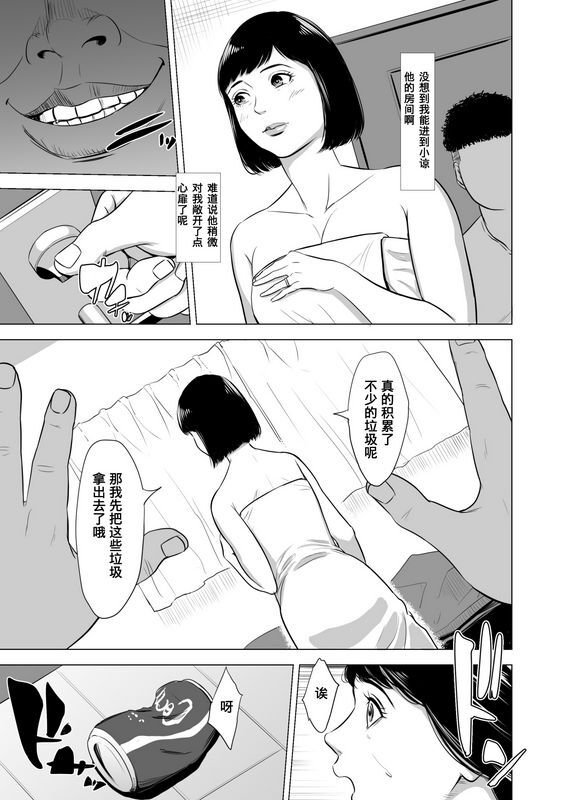 没想到我能进到小谅
他的房间啊
难道说他稍微
对我敞开了点
心扉了呢
真的积累了
不少的垃圾呢
那我先把这些垃圾
拿出去了哦
诶
呀